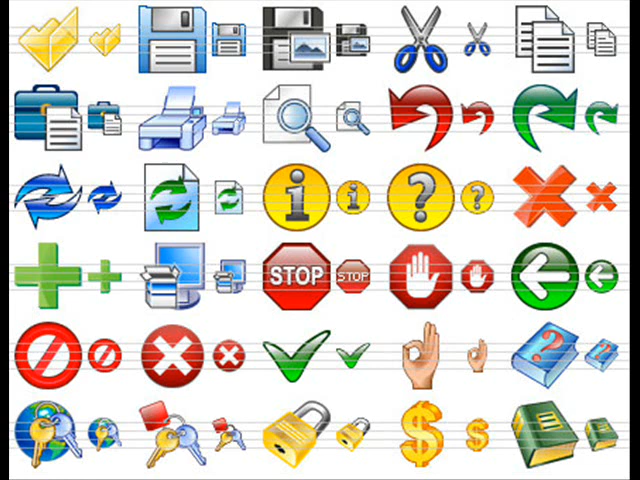 i i
? ?
STOP STOP
? ?
$ $